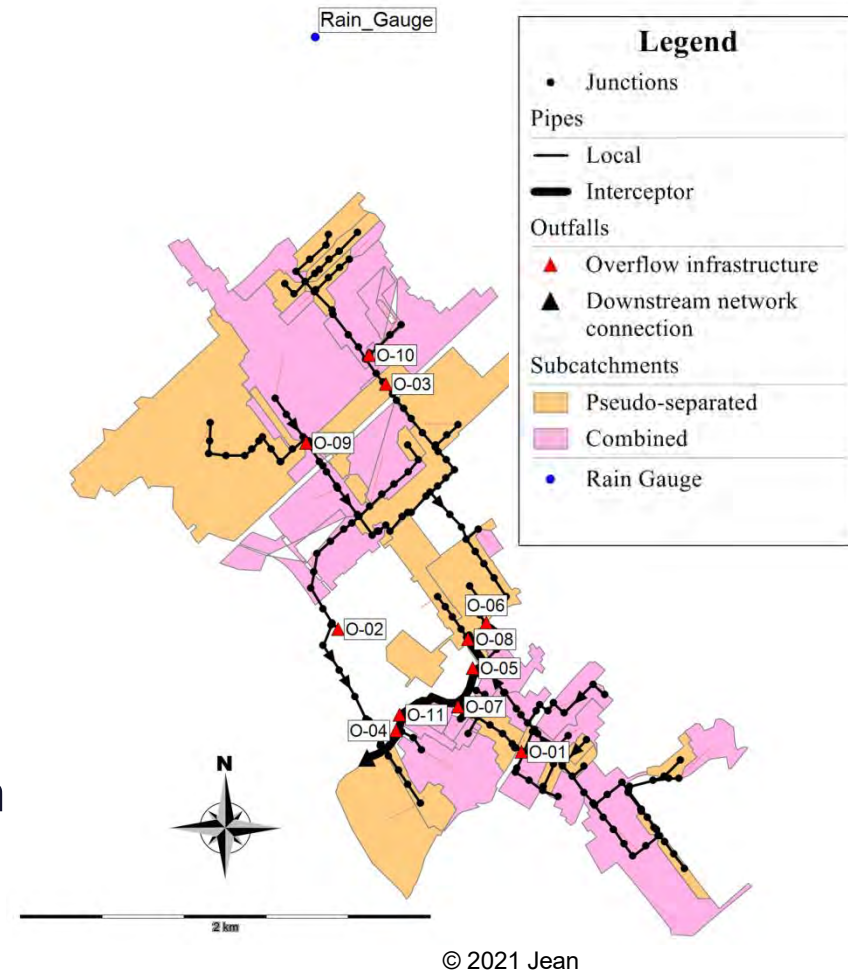 Rain_Gauge
Legend
Junctions
Pipes
Local
Interceptor
Outfalls
Overflow infrastructure
Downstream network
connection
Subcatchments
Pseudo-separated
Combined
Rain Gauge
O-10
O-03
O-09
O-06
O-02
O-08
O-05
O-11
O-07
O-04
O-01
N
n
2 km
© 2021 Jean